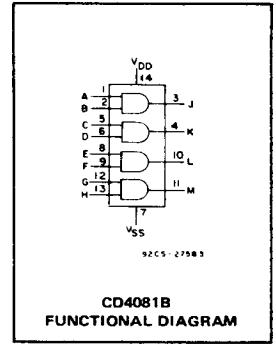 VDD
14
A 1
B 2
3 J
C 5
D 6
4 K
E 8
F 9
10 L
G 12
H 13
11 M
7
VSS
92CS-27583
CD4081B
FUNCTIONAL DIAGRAM